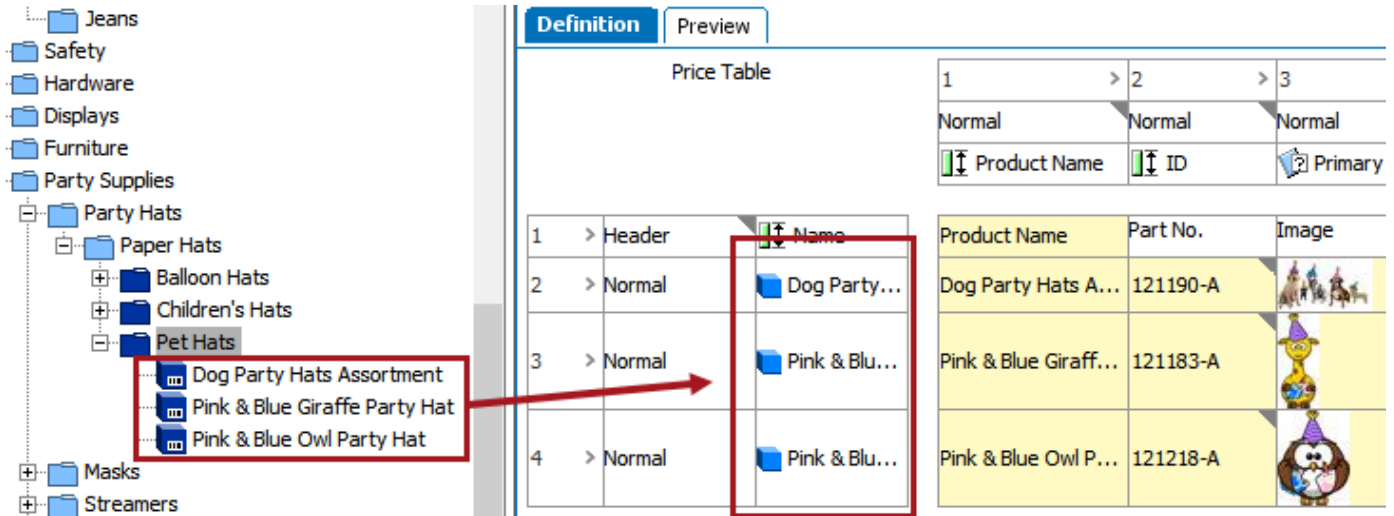 Jeans
Safety
Hardware
Displays
Furniture
Party Supplies
Party Hats
Paper Hats
Balloon Hats
Children's Hats
Pet Hats
Dog Party Hats Assortment
Pink & Blue Giraffe Party Hat
Pink & Blue Owl Party Hat
Masks
Streamers
Definition Preview
Price Table
1 > 2 > 3
Normal Normal Normal
Product Name ID Primary
1 > Header Name Product Name Part No. Image
2 > Normal Dog Party... Dog Party Hats A... 121190-A
3 > Normal Pink & Blu... Pink & Blue Giraff... 121183-A
4 > Normal Pink & Blu... Pink & Blue Owl P... 121218-A